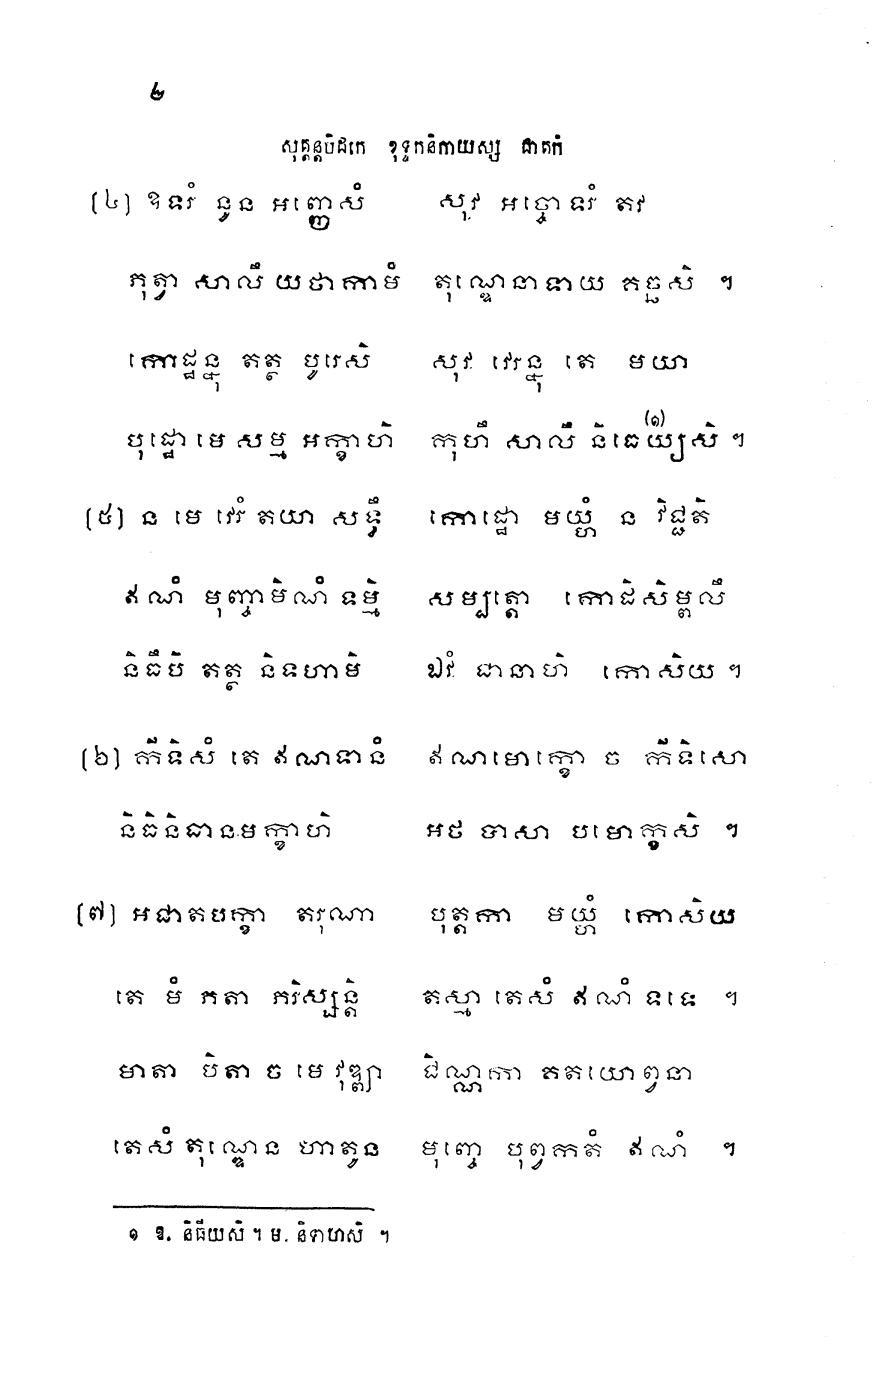 ២
សុត្តន្តបិដកេ ខុទ្ទកនិកាយស្ស ជាតកំ
(៤) ឧទរំ នូន អញ្ញេសំ សុវ អច្ចោទរំ តវ
ភុត្វា សាលឹ យថាកាមំ តុណ្ឌេនាទាយ គច្ឆសិ ។
កោដ្ឋន្នុ តត្ថ បូរេសិ សុវ វេរន្នុ តេ មយា
បុដ្ឋោ មេ សម្ម អក្ខាហិ កុហឹ សាលឹ និធេយ្យសិ(១) ។
(៥) ន មេ វេរំ តយា សទ្ធឹ កោដ្ឋោ មយ្ហំ ន វិជ្ជតិ
ឥណំ មុញ្ចាមិណំ ទម្មិ សម្បត្តោ កោដិសិម្ពលឹ
និធឹបិ តត្ថ និទហាមិ ឯវំ ជានាហិ កោសិយ ។
(៦) កីទិសំ តេ ឥណទានំ ឥណមោក្ខោ ច កីទិសោ
និធិនិធានមក្ខាហិ អថ បាសា បមោក្ខសិ ។
(៧) អជាតបក្ខា តរុណា បុត្តកា មយ្ហំ កោសិយ
តេ មំ ភតា ភរិស្សន្តិ តស្មា តេសំ ឥណំ ទទេ ។
មាតា បិតា ច មេ វុឌ្ឍា ជិណ្ណកា គតយោព្វនា
តេសំ តុណ្ឌេន ហាតូន មុញ្ចេ បុព្វកតំ ឥណំ ។
១ ឱ. និធីយសិ ។ ម. និទាហសិ ។